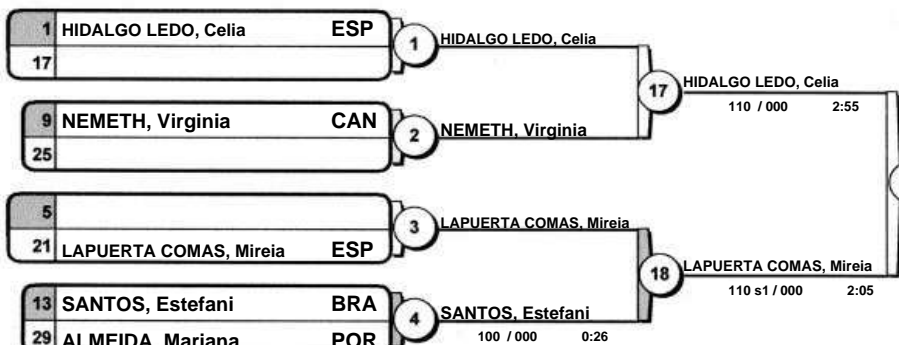 1 HIDALGO LEDO, Celia ESP
17
1 HIDALGO LEDO, Celia
17 HIDALGO LEDO, Celia
110 / 000 2:55
9 NEMETH, Virginia CAN
25
2 NEMETH, Virginia
5
21 LAPUERTA COMAS, Mireia ESP
3 LAPUERTA COMAS, Mireia
18 LAPUERTA COMAS, Mireia
110 s1 / 000 2:05
13 SANTOS, Estefani BRA
29 ALMEIDA, Mariana POR
4 SANTOS, Estefani
100 / 000 0:26